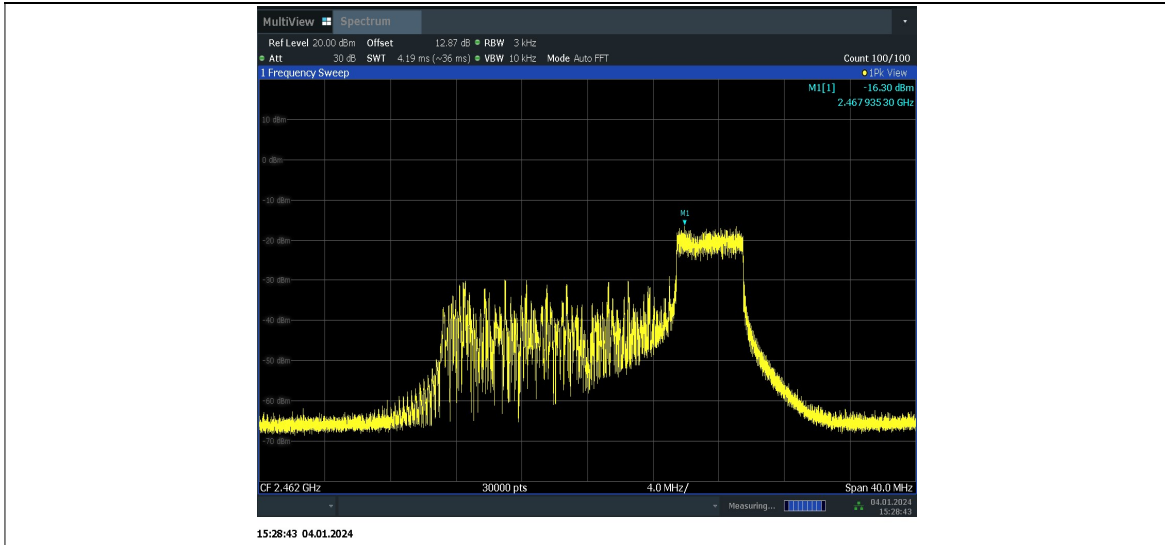 MultiView Spectrum
Ref Level 20.00 dBm Offset 12.87 dB RBW 3 kHz
Att 30 dB SWT 4.19 ms (~36 ms) VBW 10 kHz Mode Auto FFT Count 100/100
1 Frequency Sweep 1Pk View
M1[1] -16.30 dBm
2.467 935 30 GHz
10 dBm
0 dBm
-10 dBm
M1
-20 dBm
-30 dBm
-40 dBm
-50 dBm
-60 dBm
-70 dBm
CF 2.462 GHz 30000 pts 4.0 MHz/ Span 40.0 MHz
Measuring... 04.01.2024
15:28:43
15:28:43 04.01.2024